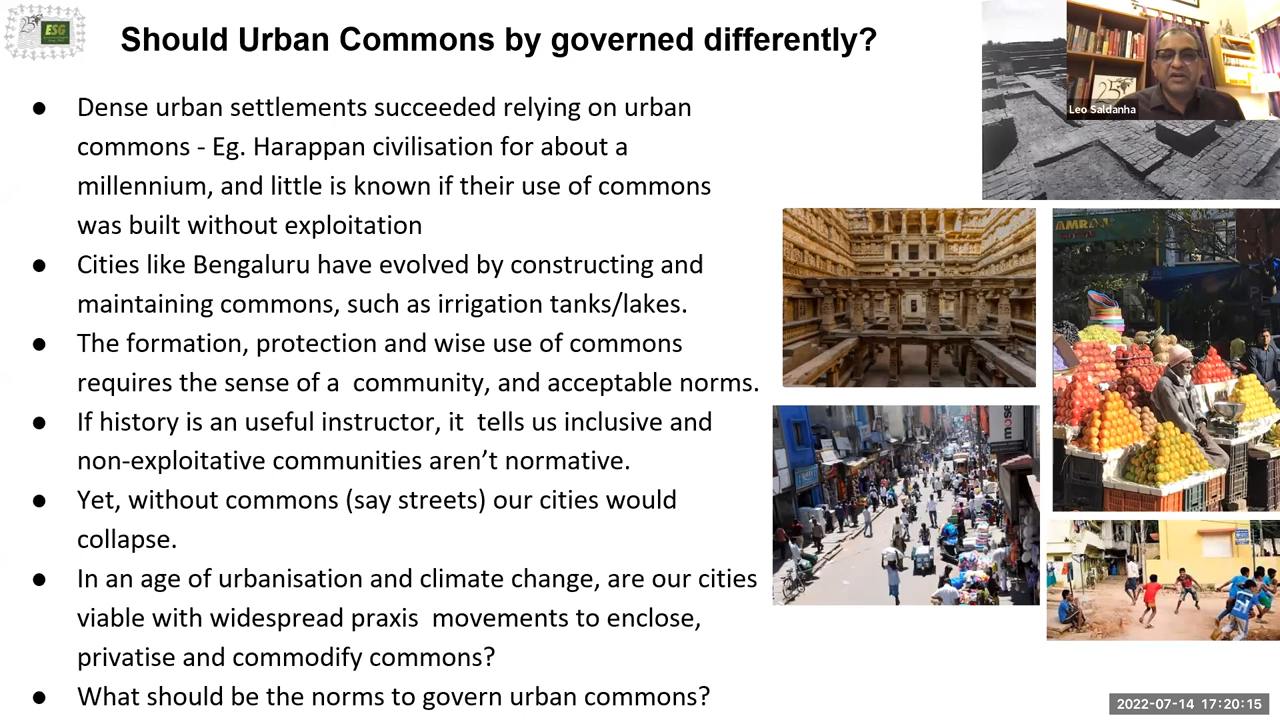 25
ESG
Should Urban Commons by governed differently?
● Dense urban settlements succeeded relying on urban
commons - Eg. Harappan civilisation for about a
millennium, and little is known if their use of commons
was built without exploitation
● Cities like Bengaluru have evolved by constructing and
maintaining commons, such as irrigation tanks/lakes.
● The formation, protection and wise use of commons
requires the sense of a  community, and acceptable norms.
● If history is an useful instructor, it  tells us inclusive and
non-exploitative communities aren’t normative.
● Yet, without commons (say streets) our cities would
collapse.
● In an age of urbanisation and climate change, are our cities
viable with widespread praxis  movements to enclose,
privatise and commodify commons?
● What should be the norms to govern urban commons?
25
Leo Saldanha
AMRAI
mose
2022-07-14 17:20:15